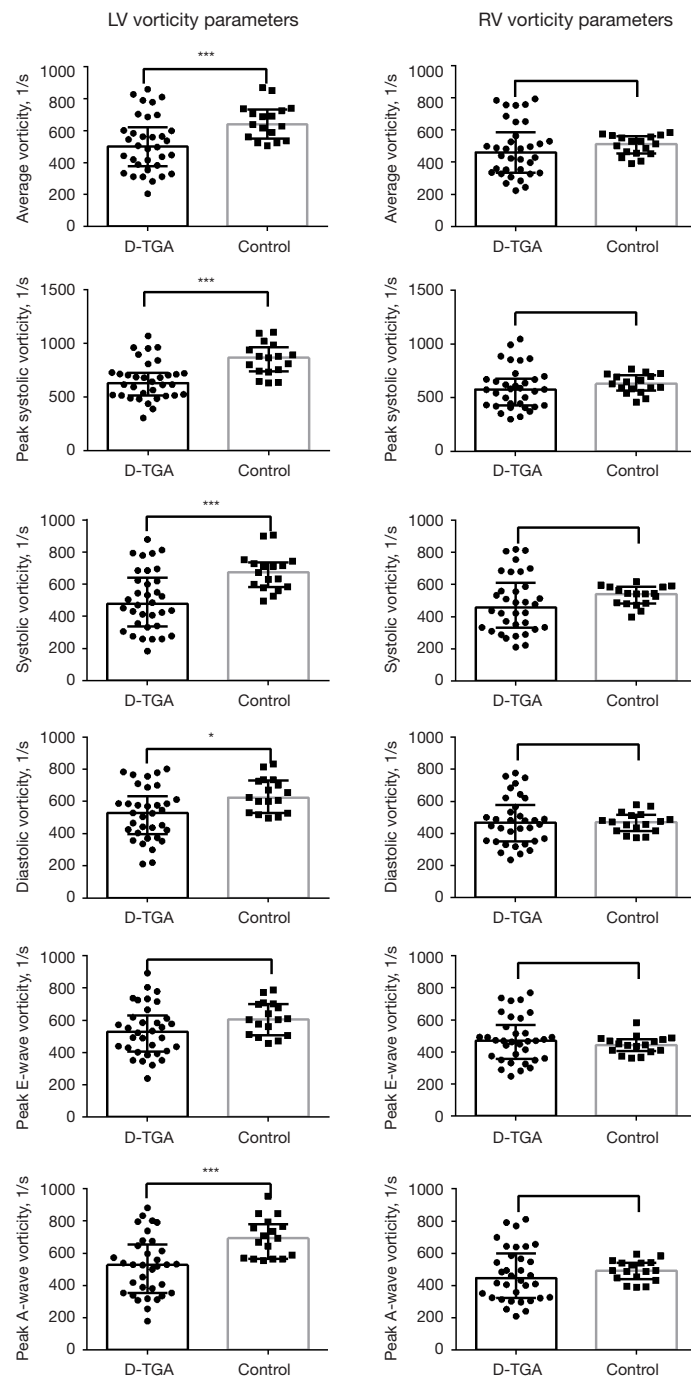 LV vorticity parameters
RV vorticity parameters
Average vorticity, 1/s
1000
800
600
400
200
0
***
D-TGA Control
Average vorticity, 1/s
1000
800
600
400
200
0
D-TGA Control
Peak systolic vorticity, 1/s
1500
1000
500
0
***
D-TGA Control
Peak systolic vorticity, 1/s
1500
1000
500
0
D-TGA Control
Systolic vorticity, 1/s
1000
800
600
400
200
0
***
D-TGA Control
Systolic vorticity, 1/s
1000
800
600
400
200
0
D-TGA Control
Diastolic vorticity, 1/s
1000
800
600
400
200
0
*
D-TGA Control
Diastolic vorticity, 1/s
1000
800
600
400
200
0
D-TGA Control
Peak E-wave vorticity, 1/s
1000
800
600
400
200
0
D-TGA Control
Peak E-wave vorticity, 1/s
1000
800
600
400
200
0
D-TGA Control
Peak A-wave vorticity, 1/s
1000
800
600
400
200
0
***
D-TGA Control
Peak A-wave vorticity, 1/s
1000
800
600
400
200
0
D-TGA Control